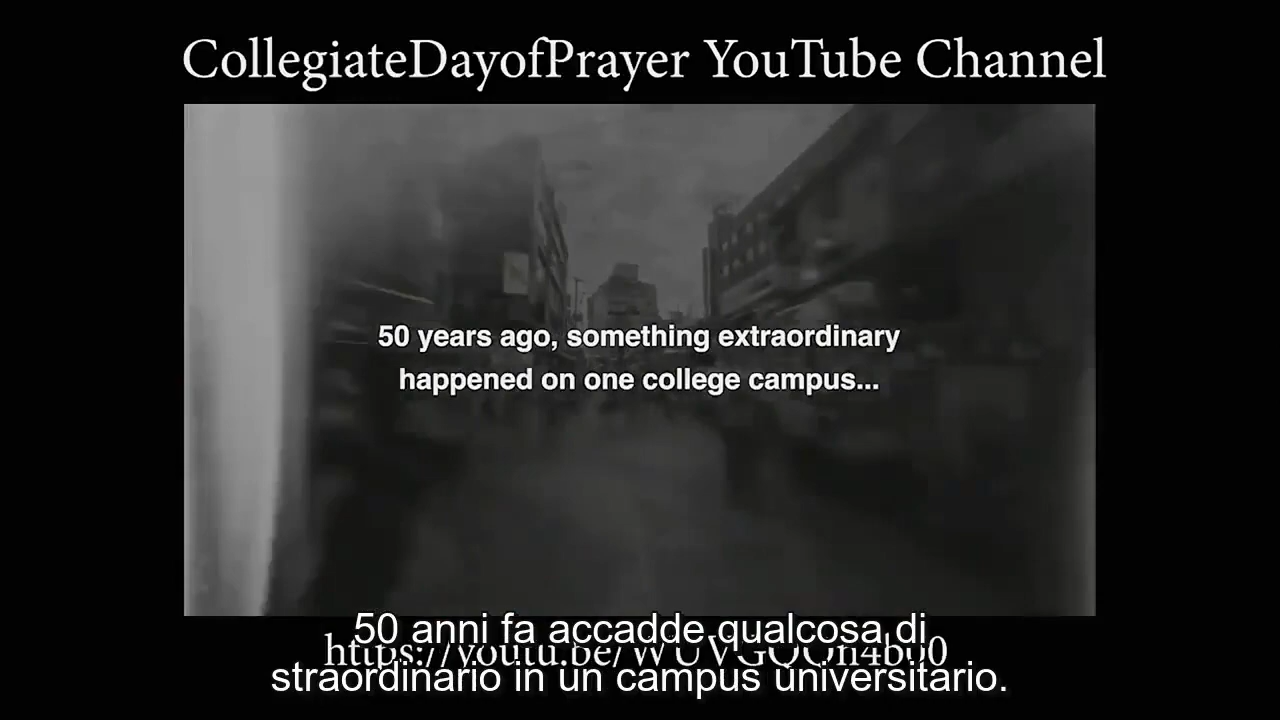 CollegiateDayofPrayer YouTube Channel
50 years ago, something extraordinary
happened on one college campus...
50 anni fa accadde qualcosa di
straordinario in un campus universitario.